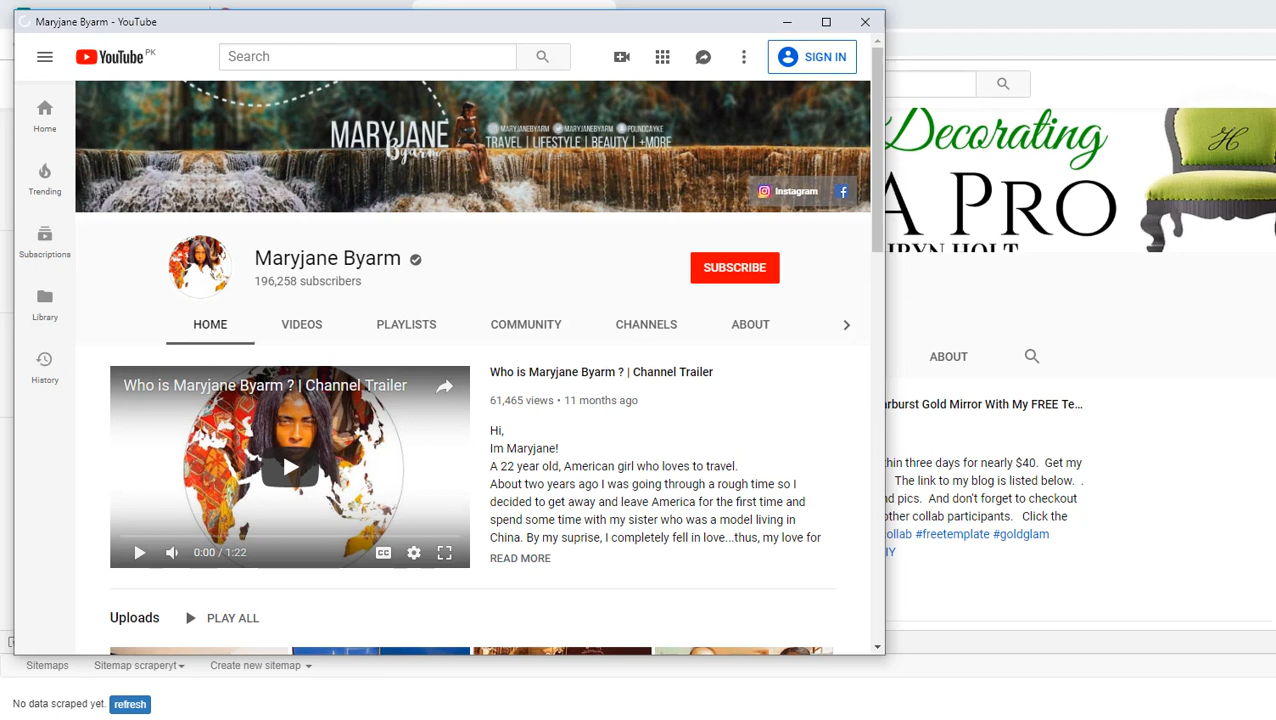 Maryjane Byarm - YouTube
YouTube PK
Search
SIGN IN
Home
Trending
Subscriptions
Library
History
MARYJANE
Byarm
MARYJANEBYARM MARYJANEBYARM POUNDCAYKE
TRAVEL | LIFESTYLE | BEAUTY | +MORE
Instagram
Maryjane Byarm
196,258 subscribers
SUBSCRIBE
HOME VIDEOS PLAYLISTS COMMUNITY CHANNELS ABOUT
Who is Maryjane Byarm ? | Channel Trailer
0:00 / 1:22
CC
Who is Maryjane Byarm ? | Channel Trailer
61,465 views • 11 months ago
Hi,
Im Maryjane!
A 22 year old, American girl who loves to travel.
About two years ago I was going through a rough time so I
decided to get away and leave America for the first time and
spend some time with my sister who was a model living in
China. By my suprise, I completely fell in love...thus, my love for
READ MORE
Uploads PLAY ALL
Decorating
H
A PRO
ABOUT
Gold Mirror With My FREE Te...
three days for nearly $40. Get my
The link to my blog is listed below. .
pics. And don't forget to checkout
other collab participants. Click the
#freetemplate #goldglam
Sitemaps Sitemap scraperyt Create new sitemap
No data scraped yet. refresh